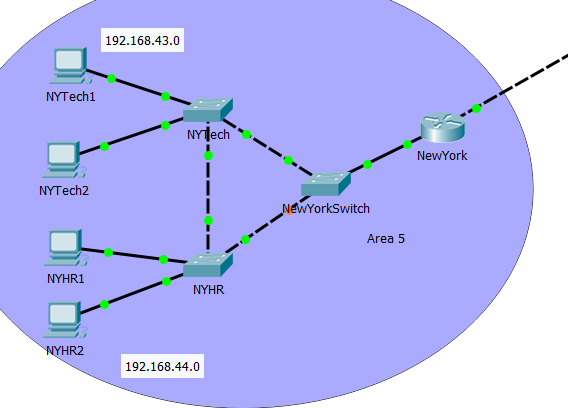 192.168.43.0
NYTech1
NYTech
NewYork
NYTech2
NewYorkSwitch
Area 5
NYHR1
NYHR
NYHR2
192.168.44.0